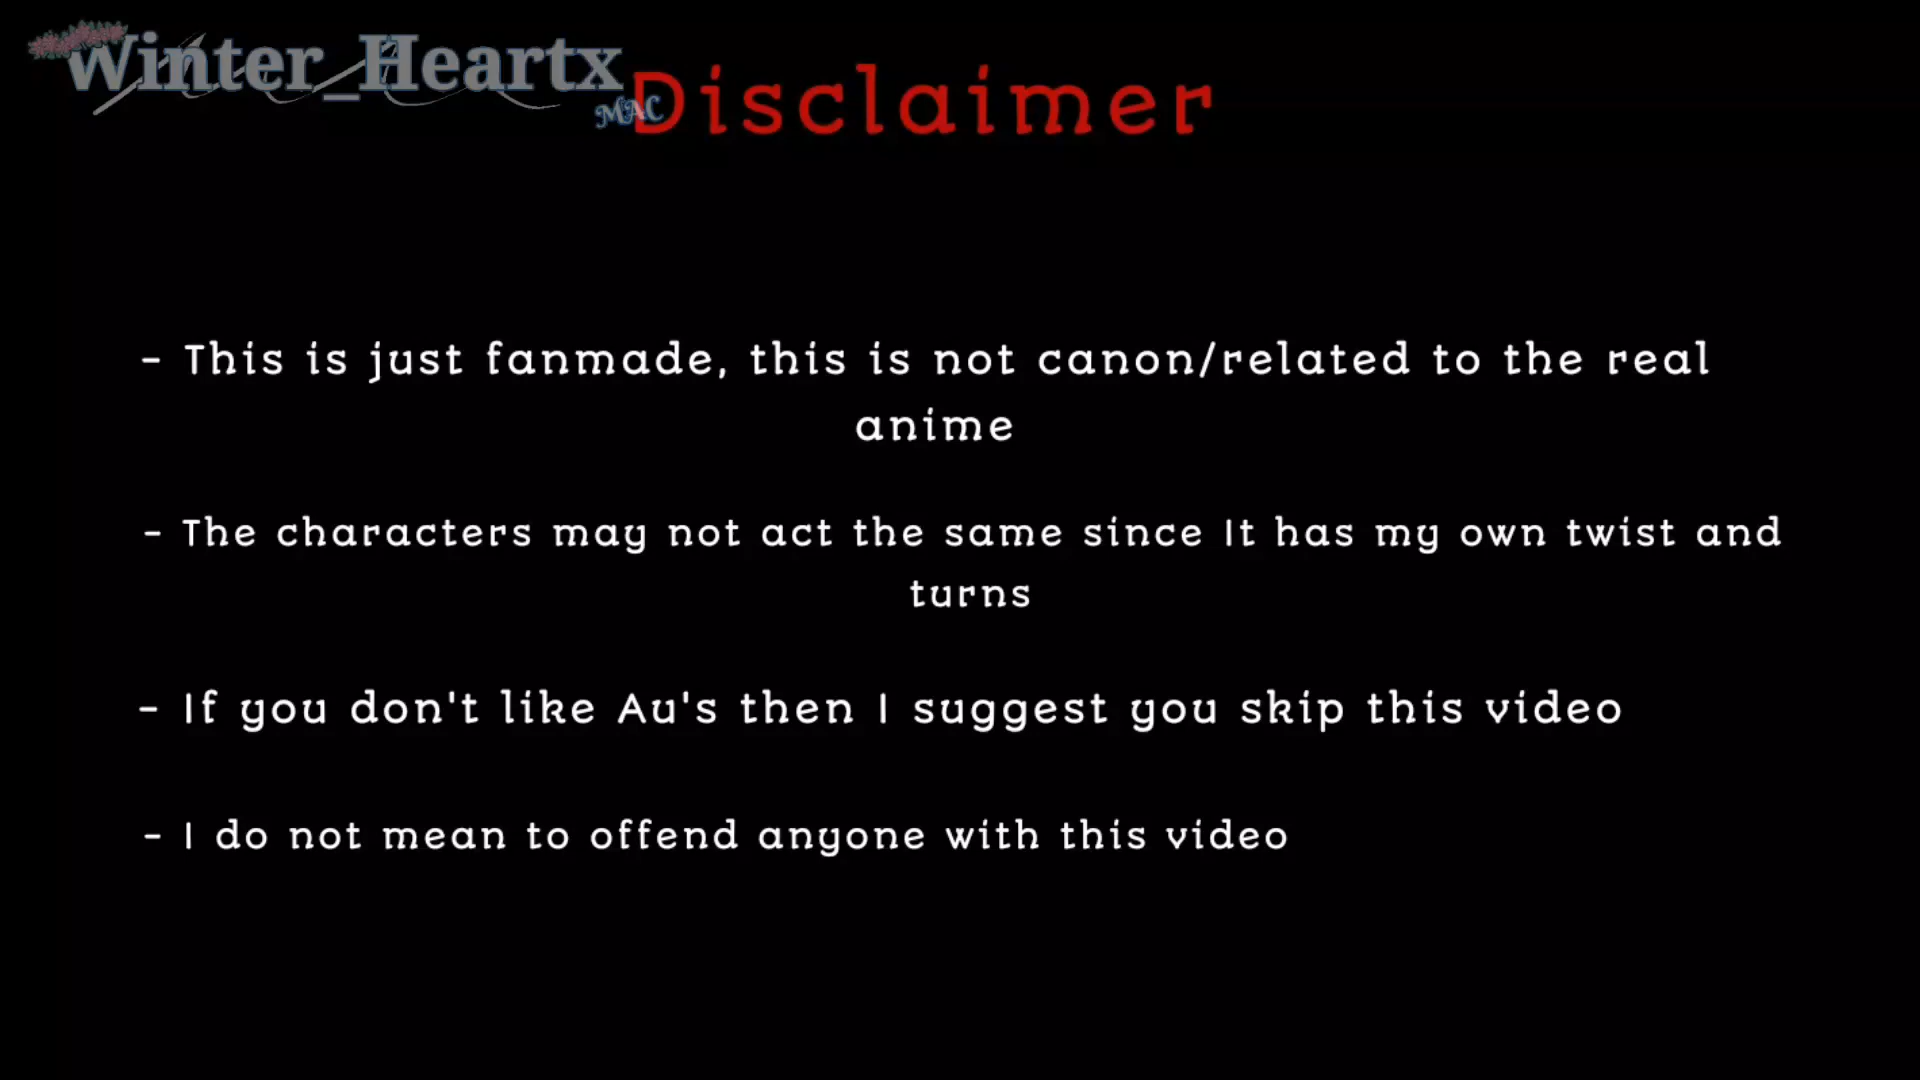 Winter_Heartx
MAC
Disclaimer
- This is just fanmade, this is not canon/related to the real
anime
- The characters may not act the same since It has my own twist and
turns
- If you don't like Au's then I suggest you skip this video
- I do not mean to offend anyone with this video